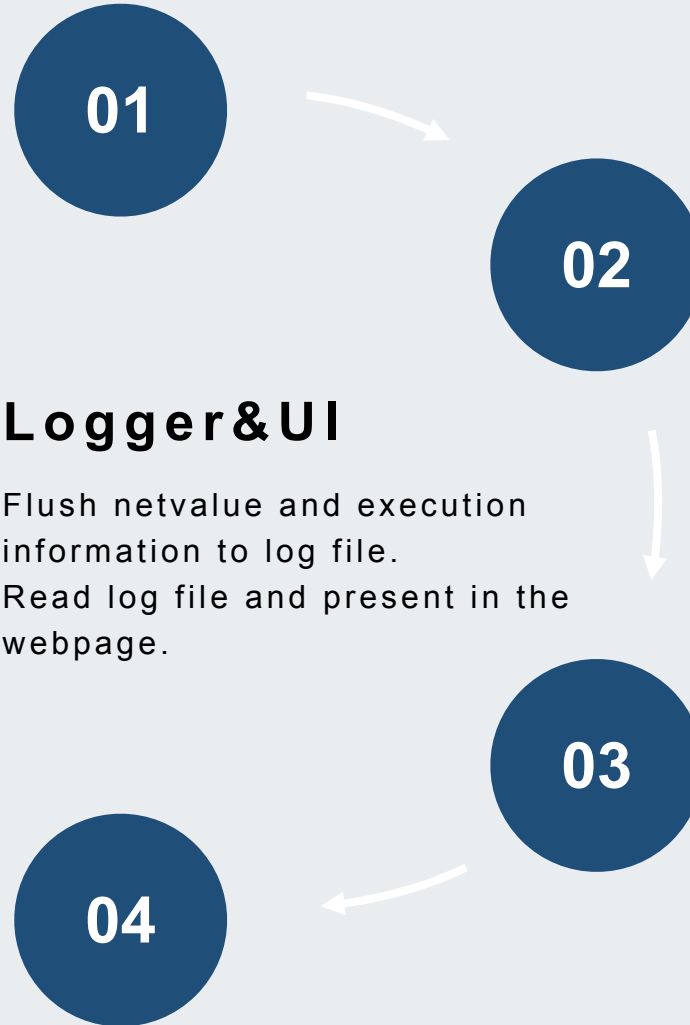 01
02
Logger&UI
Flush netvalue and execution
information to log file.
Read log file and present in the
webpage.
03
04